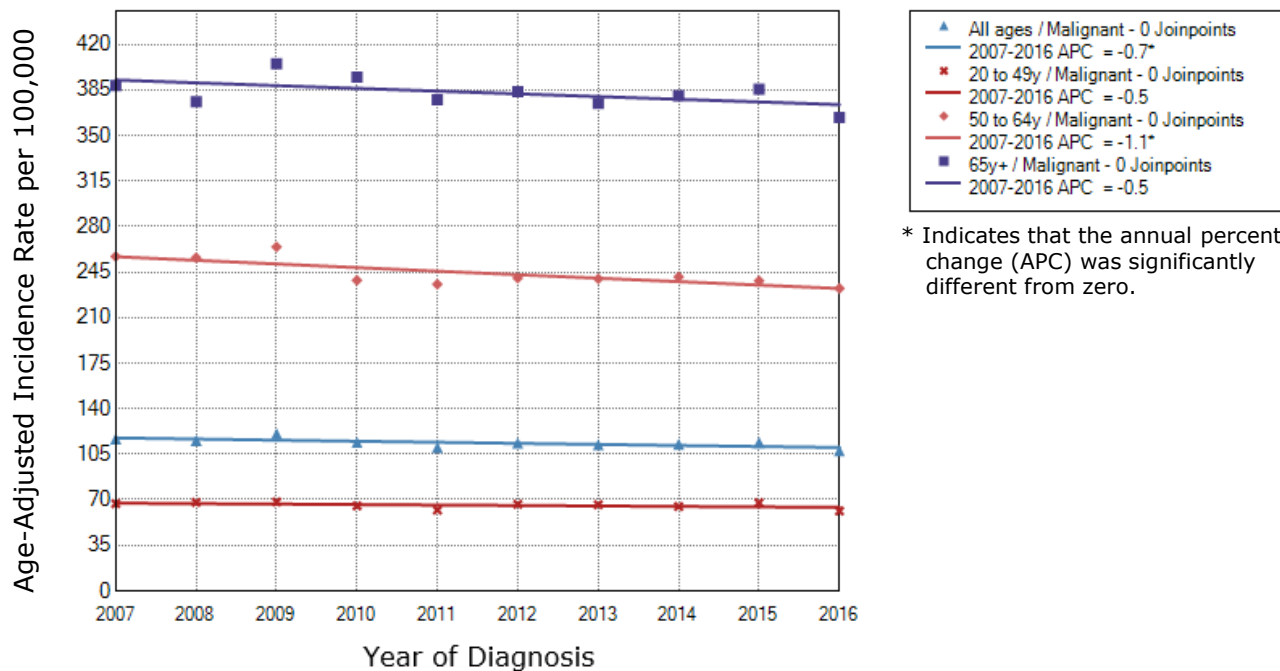 Age-Adjusted Incidence Rate per 100,000
420
385
350
315
280
245
210
175
140
105
70
35
0
2007 2008 2009 2010 2011 2012 2013 2014 2015 2016
Year of Diagnosis
All ages / Malignant - 0 Joinpoints
2007-2016 APC = -0.7*
20 to 49y / Malignant - 0 Joinpoints
2007-2016 APC = -0.5
50 to 64y / Malignant - 0 Joinpoints
2007-2016 APC = -1.1*
65y+ / Malignant - 0 Joinpoints
2007-2016 APC = -0.5
* Indicates that the annual percent
change (APC) was significantly
different from zero.